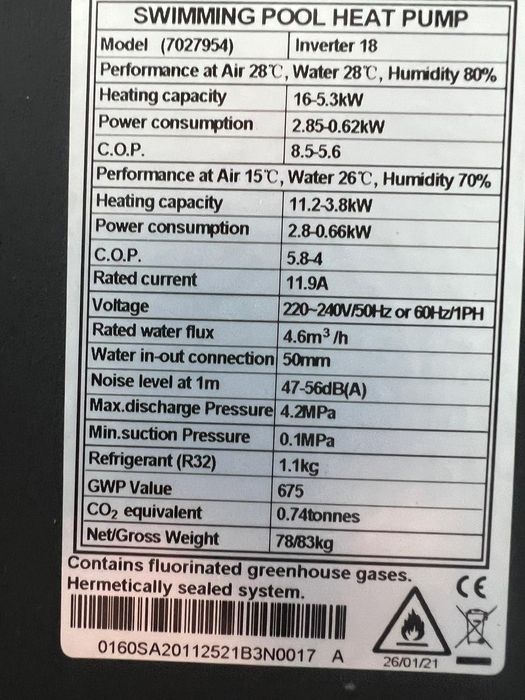 SWIMMING POOL HEAT PUMP
Model (7027954) Inverter 18
Performance at Air 28℃, Water 28℃, Humidity 80%
Heating capacity 16-5.3kW
Power consumption 2.85-0.62kW
C.O.P. 8.5-5.6
Performance at Air 15℃, Water 26℃, Humidity 70%
Heating capacity 11.2-3.8kW
Power consumption 2.8-0.66kW
C.O.P. 5.8-4
Rated current 11.9A
Voltage 220~240V/50Hz or 60Hz/1PH
Rated water flux 4.6m³/h
Water in-out connection 50mm
Noise level at 1m 47-56dB(A)
Max.discharge Pressure 4.2MPa
Min.suction Pressure 0.1MPa
Refrigerant (R32) 1.1kg
GWP Value 675
CO₂ equivalent 0.74tonnes
Net/Gross Weight 78/83kg
Contains fluorinated greenhouse gases.
Hermetically sealed system.
CE
0160SA20112521B3N0017 A
26/01/21